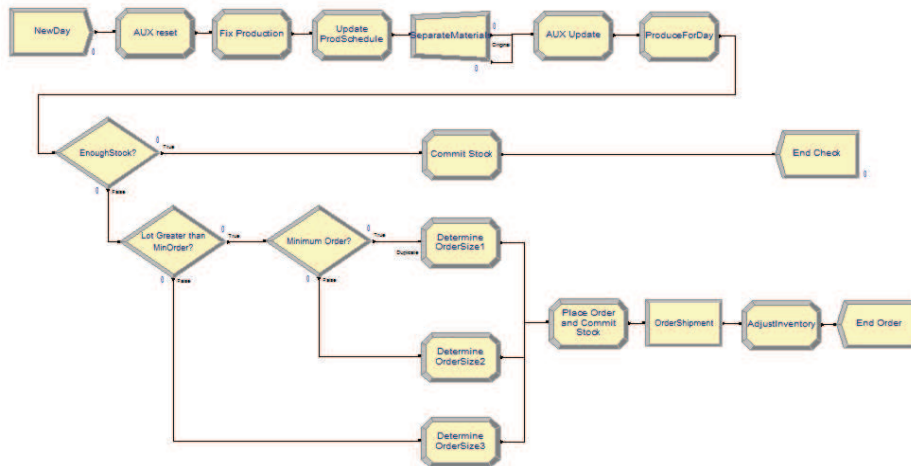 NewDay
0
AUX reset
Fix Production
Update
ProdSchedule
SeparateMaterials
0
Original
0
Duplicate
AUX Update
ProduceForDay
EnoughStock?
0
True
0
False
Commit Stock
End Check
0
Lot Greater than
MinOrder?
0
True
0
False
Minimum Order?
0
True
0
False
Determine
OrderSize1
Determine
OrderSize2
Determine
OrderSize3
Place Order
and Commit
Stock
OrderShipment
AdjustInventory
End Order